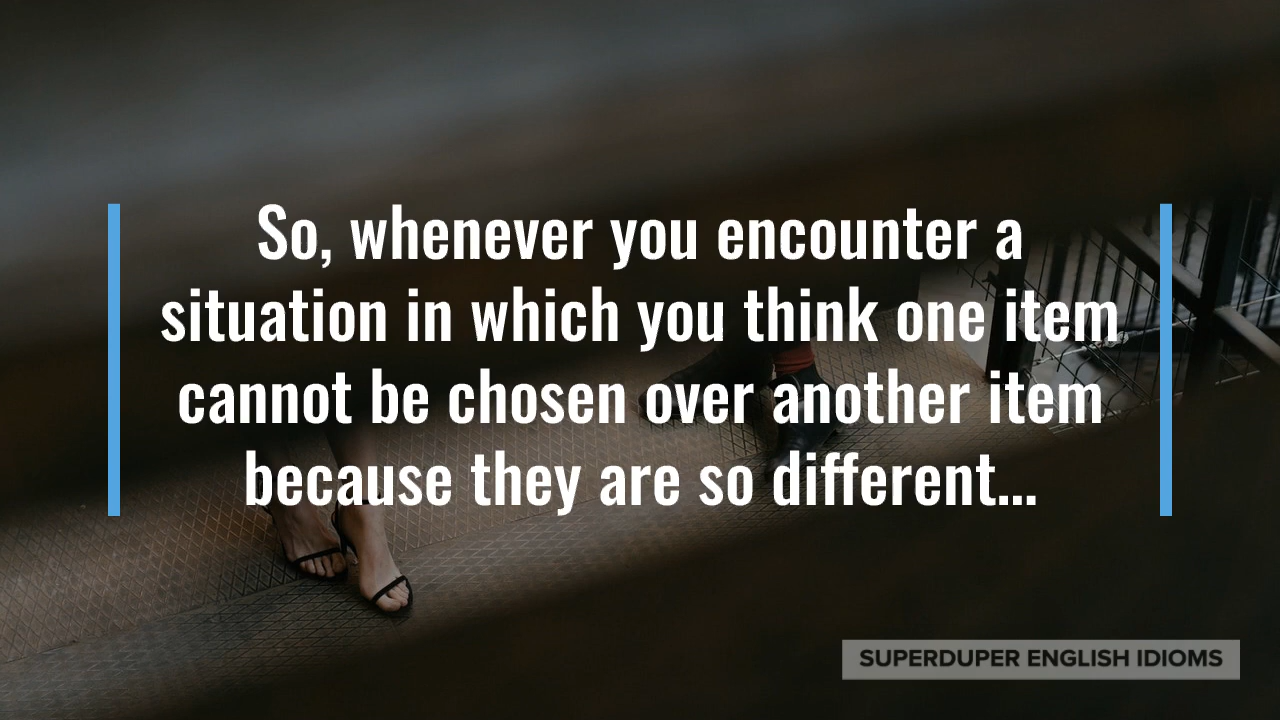 So, whenever you encounter a
situation in which you think one item
cannot be chosen over another item
because they are so different...
SUPERDUPER ENGLISH IDIOMS